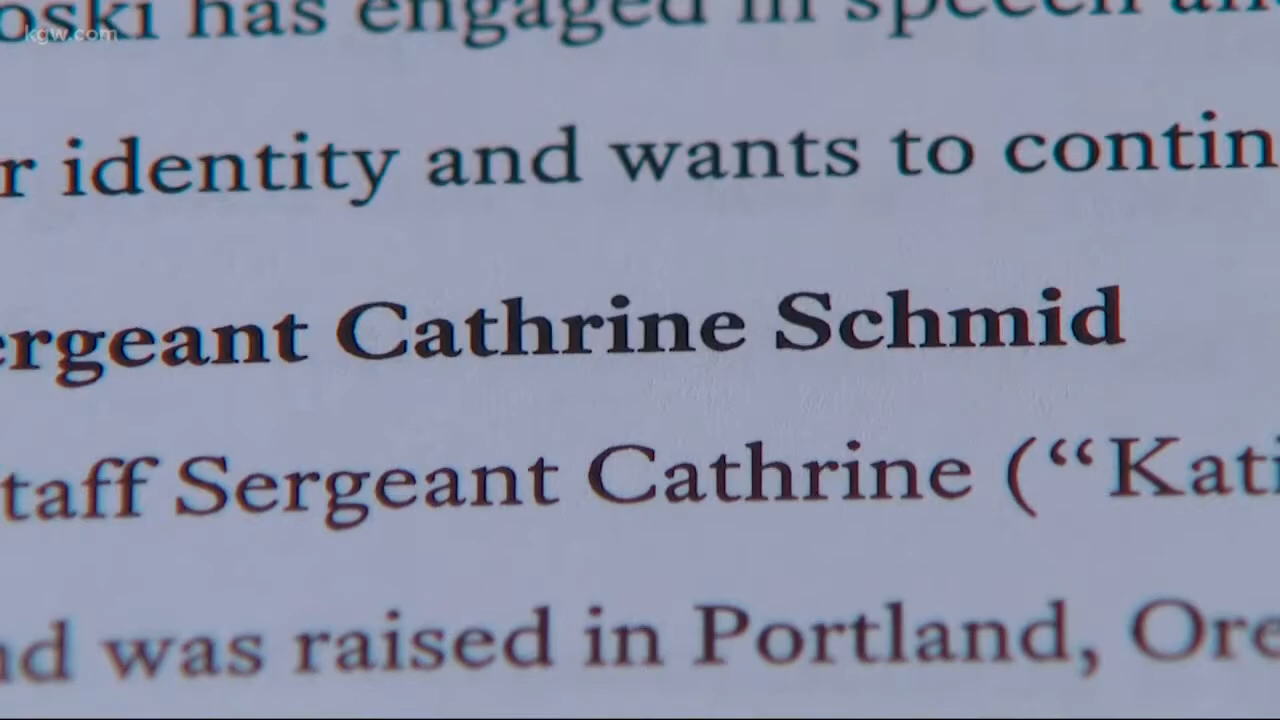 kgw.com
oski has engaged in speech an
r identity and wants to contin
ergeant Cathrine Schmid
taff Sergeant Cathrine (“Kati
nd was raised in Portland, Ore